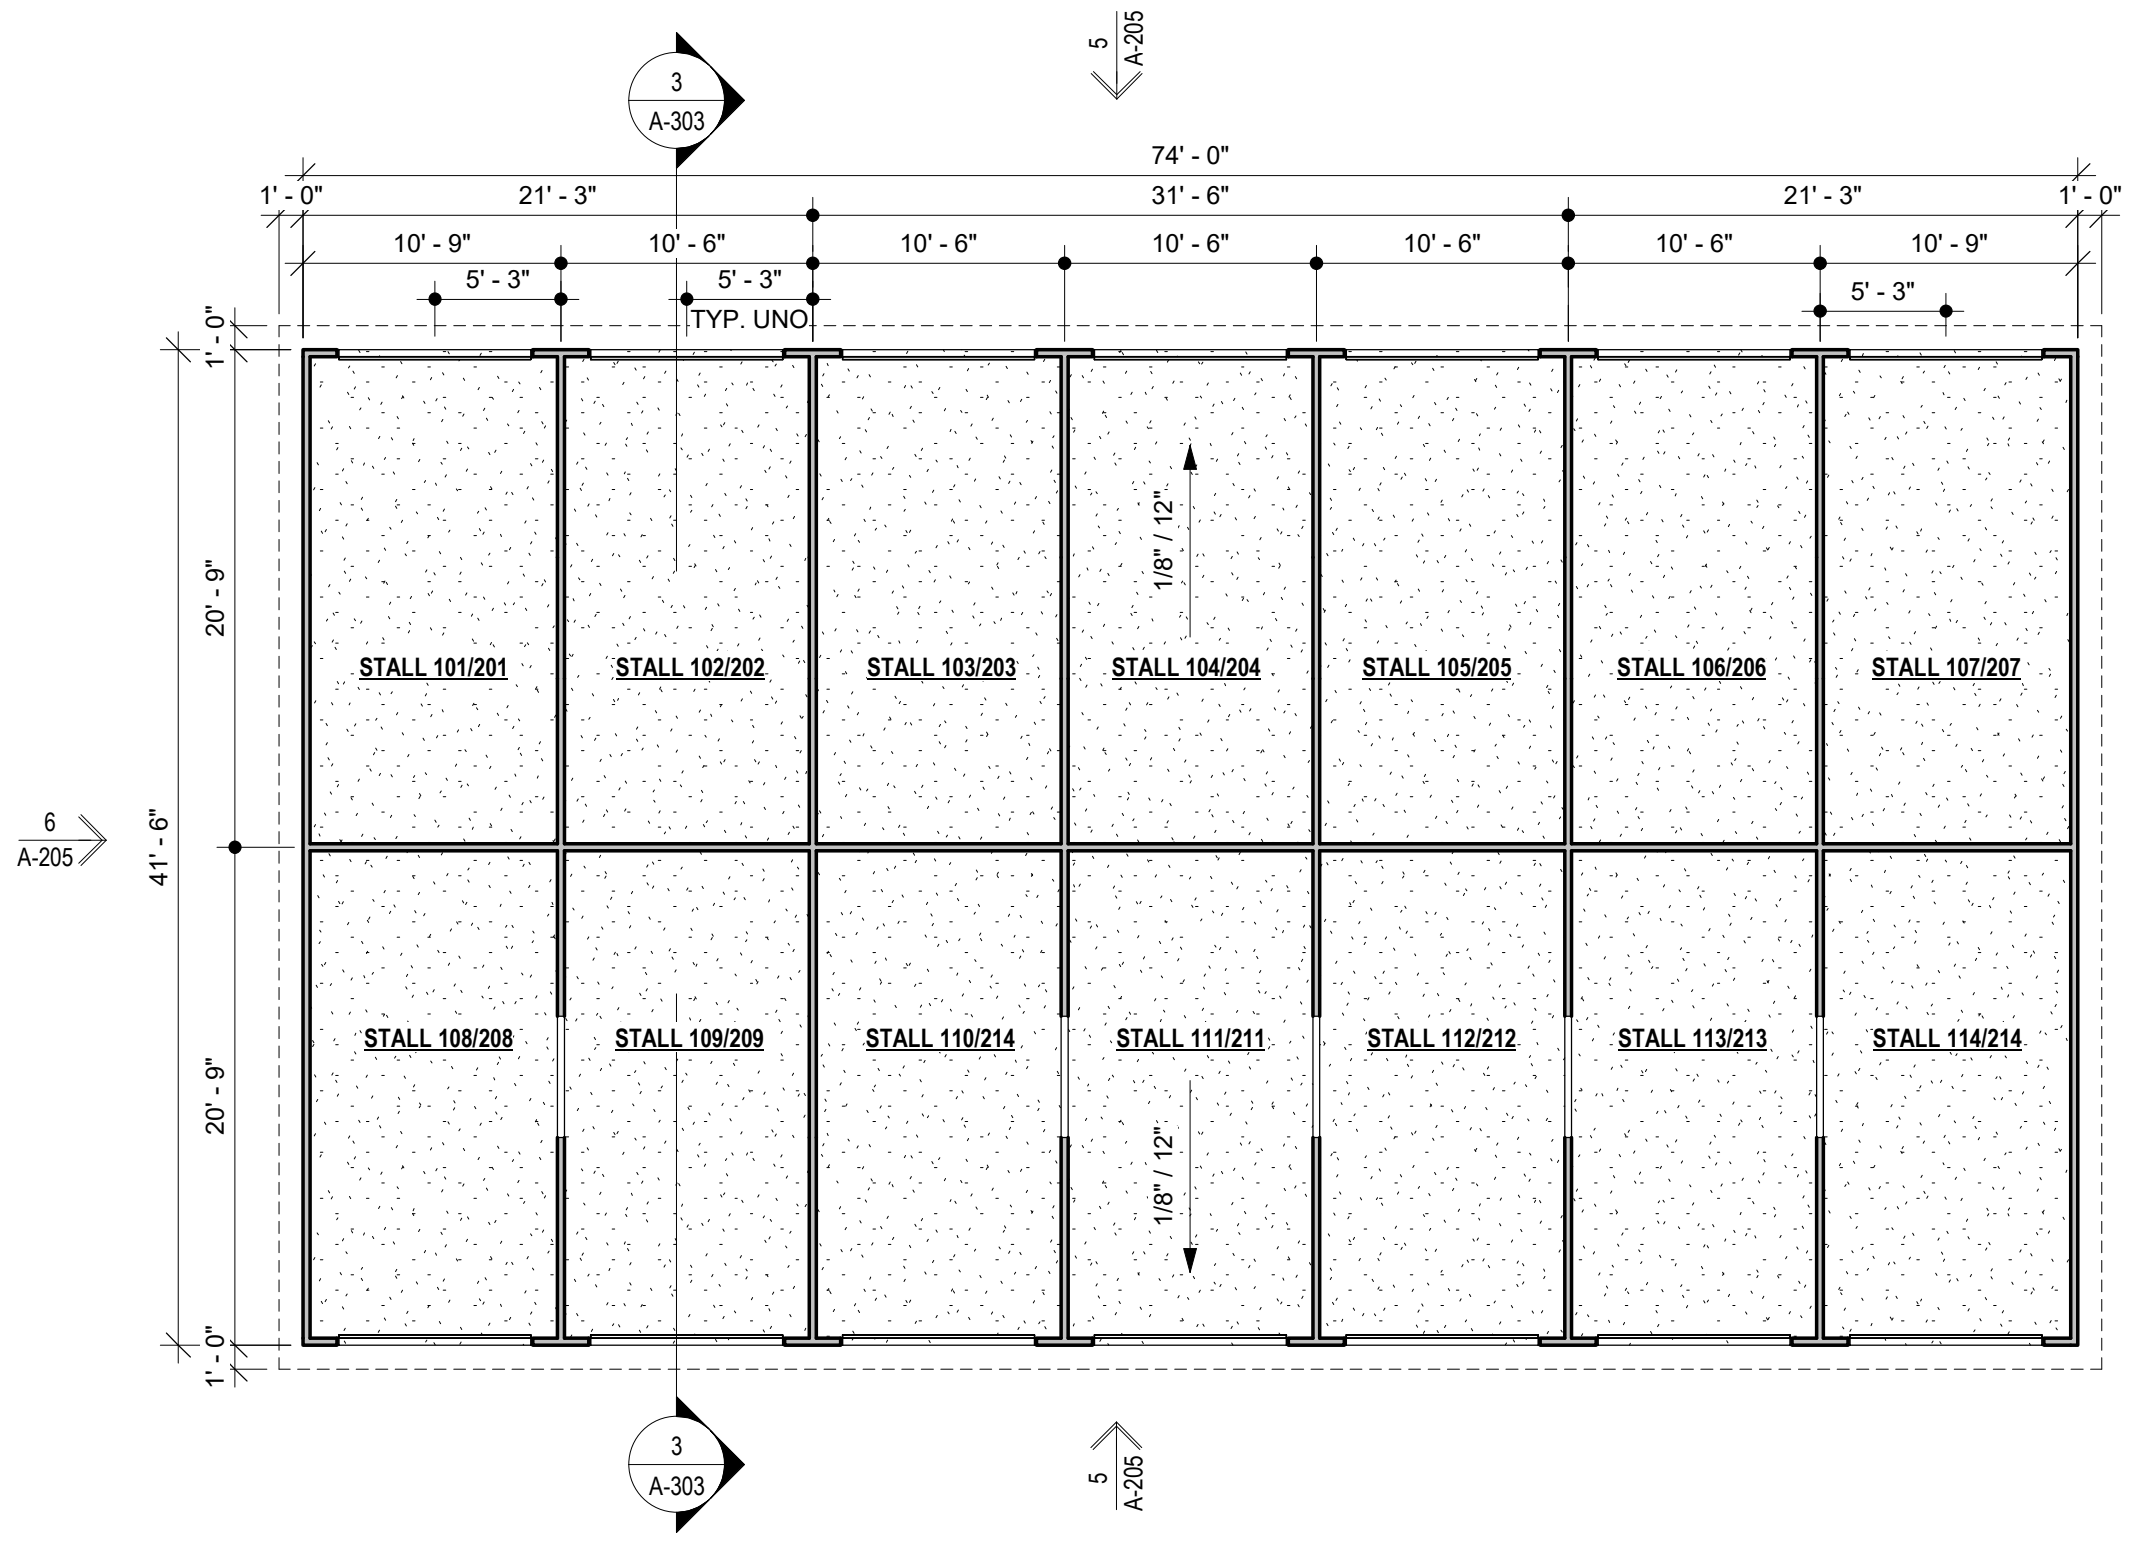 5
A-205
3
A-303
74' - 0"
1' - 0"
21' - 3"
31' - 6"
21' - 3"
1' - 0"
10' - 9"
10' - 6"
10' - 6"
10' - 6"
10' - 6"
10' - 6"
10' - 9"
5' - 3"
5' - 3"
5' - 3"
TYP. UNO
1' - 0"
20' - 9"
1/8" / 12"
STALL 101/201
STALL 102/202
STALL 103/203
STALL 104/204
STALL 105/205
STALL 106/206
STALL 107/207
6
A-205
41' - 6"
STALL 108/208
STALL 109/209
STALL 110/214
STALL 111/211
STALL 112/212
STALL 113/213
STALL 114/214
20' - 9"
1/8" / 12"
1' - 0"
3
A-303
5
A-205